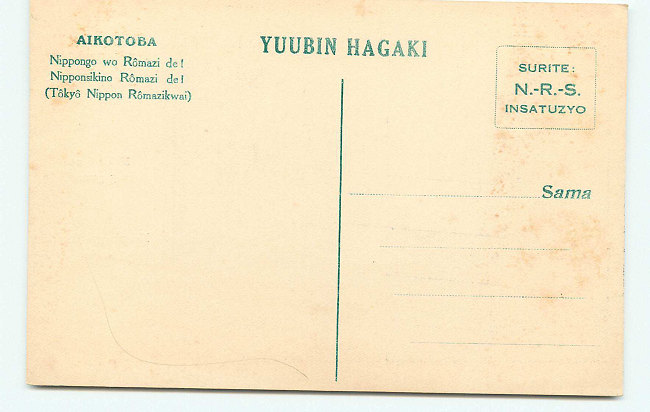 AIKOTOBA
Nippongo wo Rômazi de!
Nipponsikino Rômazi de!
(Tôkyô Nippon Rômazikwai)
YUUBIN HAGAKI
SURITE:
N.-R.-S.
INSATUZYO
Sama